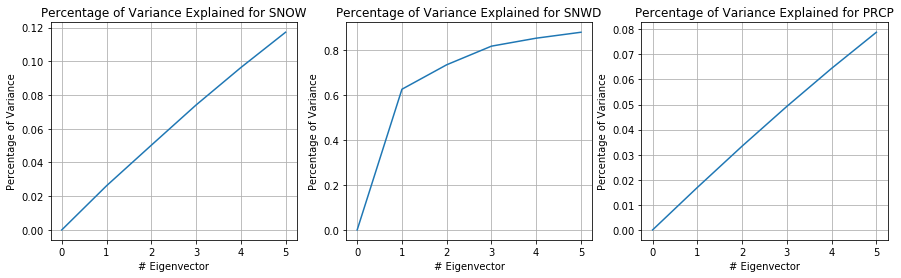 Percentage of Variance Explained for SNOW
0.12
0.10
0.08
0.06
0.04
0.02
0.00
Percentage of Variance
0 1 2 3 4 5
# Eigenvector
Percentage of Variance Explained for SNWD
0.8
0.6
0.4
0.2
0.0
Percentage of Variance
0 1 2 3 4 5
# Eigenvector
Percentage of Variance Explained for PRCP
0.08
0.07
0.06
0.05
0.04
0.03
0.02
0.01
0.00
Percentage of Variance
0 1 2 3 4 5
# Eigenvector